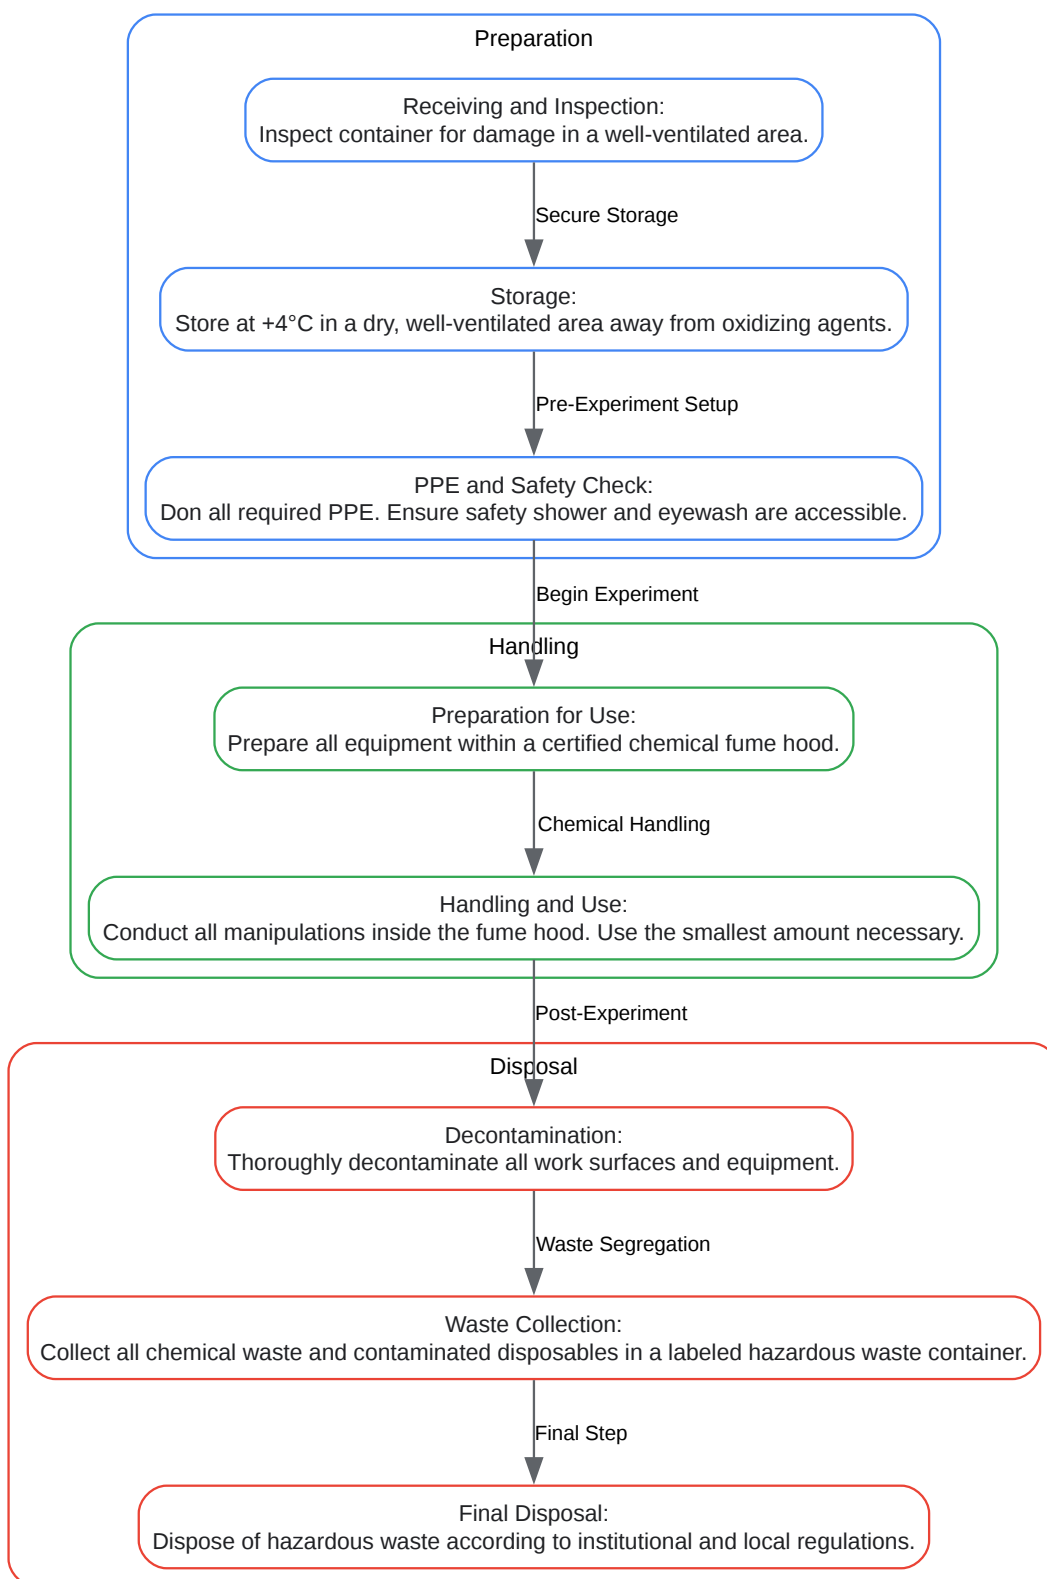 Preparation
Receiving and Inspection:
Inspect container for damage in a well-ventilated area.
Secure Storage
Storage:
Store at +4°C in a dry, well-ventilated area away from oxidizing agents.
Pre-Experiment Setup
PPE and Safety Check:
Don all required PPE. Ensure safety shower and eyewash are accessible.
Begin Experiment
Handling
Preparation for Use:
Prepare all equipment within a certified chemical fume hood.
Chemical Handling
Handling and Use:
Conduct all manipulations inside the fume hood. Use the smallest amount necessary.
Post-Experiment
Disposal
Decontamination:
Thoroughly decontaminate all work surfaces and equipment.
Waste Segregation
Waste Collection:
Collect all chemical waste and contaminated disposables in a labeled hazardous waste container.
Final Step
Final Disposal:
Dispose of hazardous waste according to institutional and local regulations.